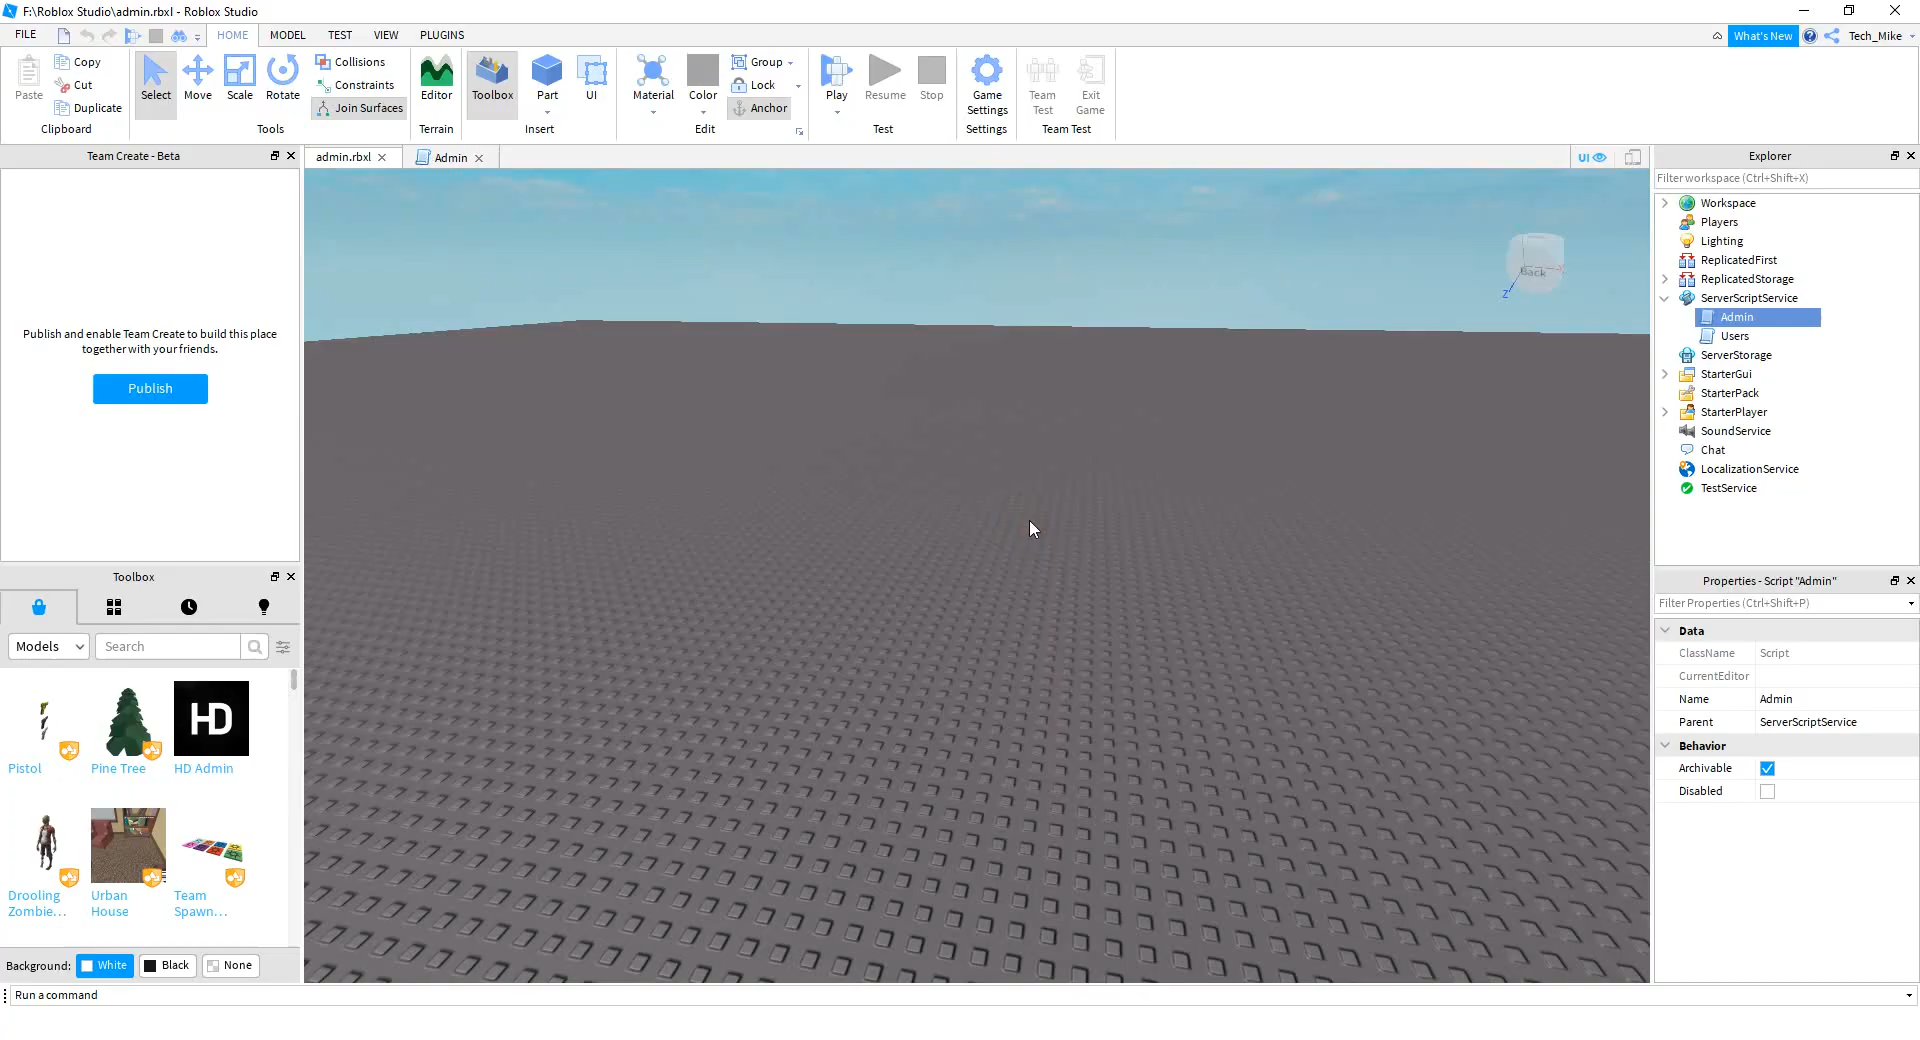 F:\Roblox Studio\admin.rbxl - Roblox Studio
FILE
HOME
MODEL
TEST
VIEW
PLUGINS
What's New
Tech_Mike
Paste
Copy
Cut
Duplicate
Clipboard
Select
Move
Scale
Rotate
Collisions
Constraints
Join Surfaces
Tools
Editor
Terrain
Toolbox
Part
UI
Insert
Material
Color
Group
Lock
Anchor
Edit
Play
Resume
Stop
Test
Game
Settings
Settings
Team
Test
Exit
Game
Team Test
Team Create - Beta
admin.rbxl
Admin
UI
Explorer
Filter workspace (Ctrl+Shift+X)
Workspace
Players
Lighting
ReplicatedFirst
ReplicatedStorage
ServerScriptService
Admin
Users
ServerStorage
StarterGui
StarterPack
StarterPlayer
SoundService
Chat
LocalizationService
TestService
Back
Z
Publish and enable Team Create to build this place
together with your friends.
Publish
Toolbox
Models
Search
Pistol
Pine Tree
HD
HD Admin
Drooling
Zombie...
Urban
House
Team
Spawn...
Background:
White
Black
None
Properties - Script "Admin"
Filter Properties (Ctrl+Shift+P)
Data
ClassName
Script
CurrentEditor
Name
Admin
Parent
ServerScriptService
Behavior
Archivable
Disabled
Run a command